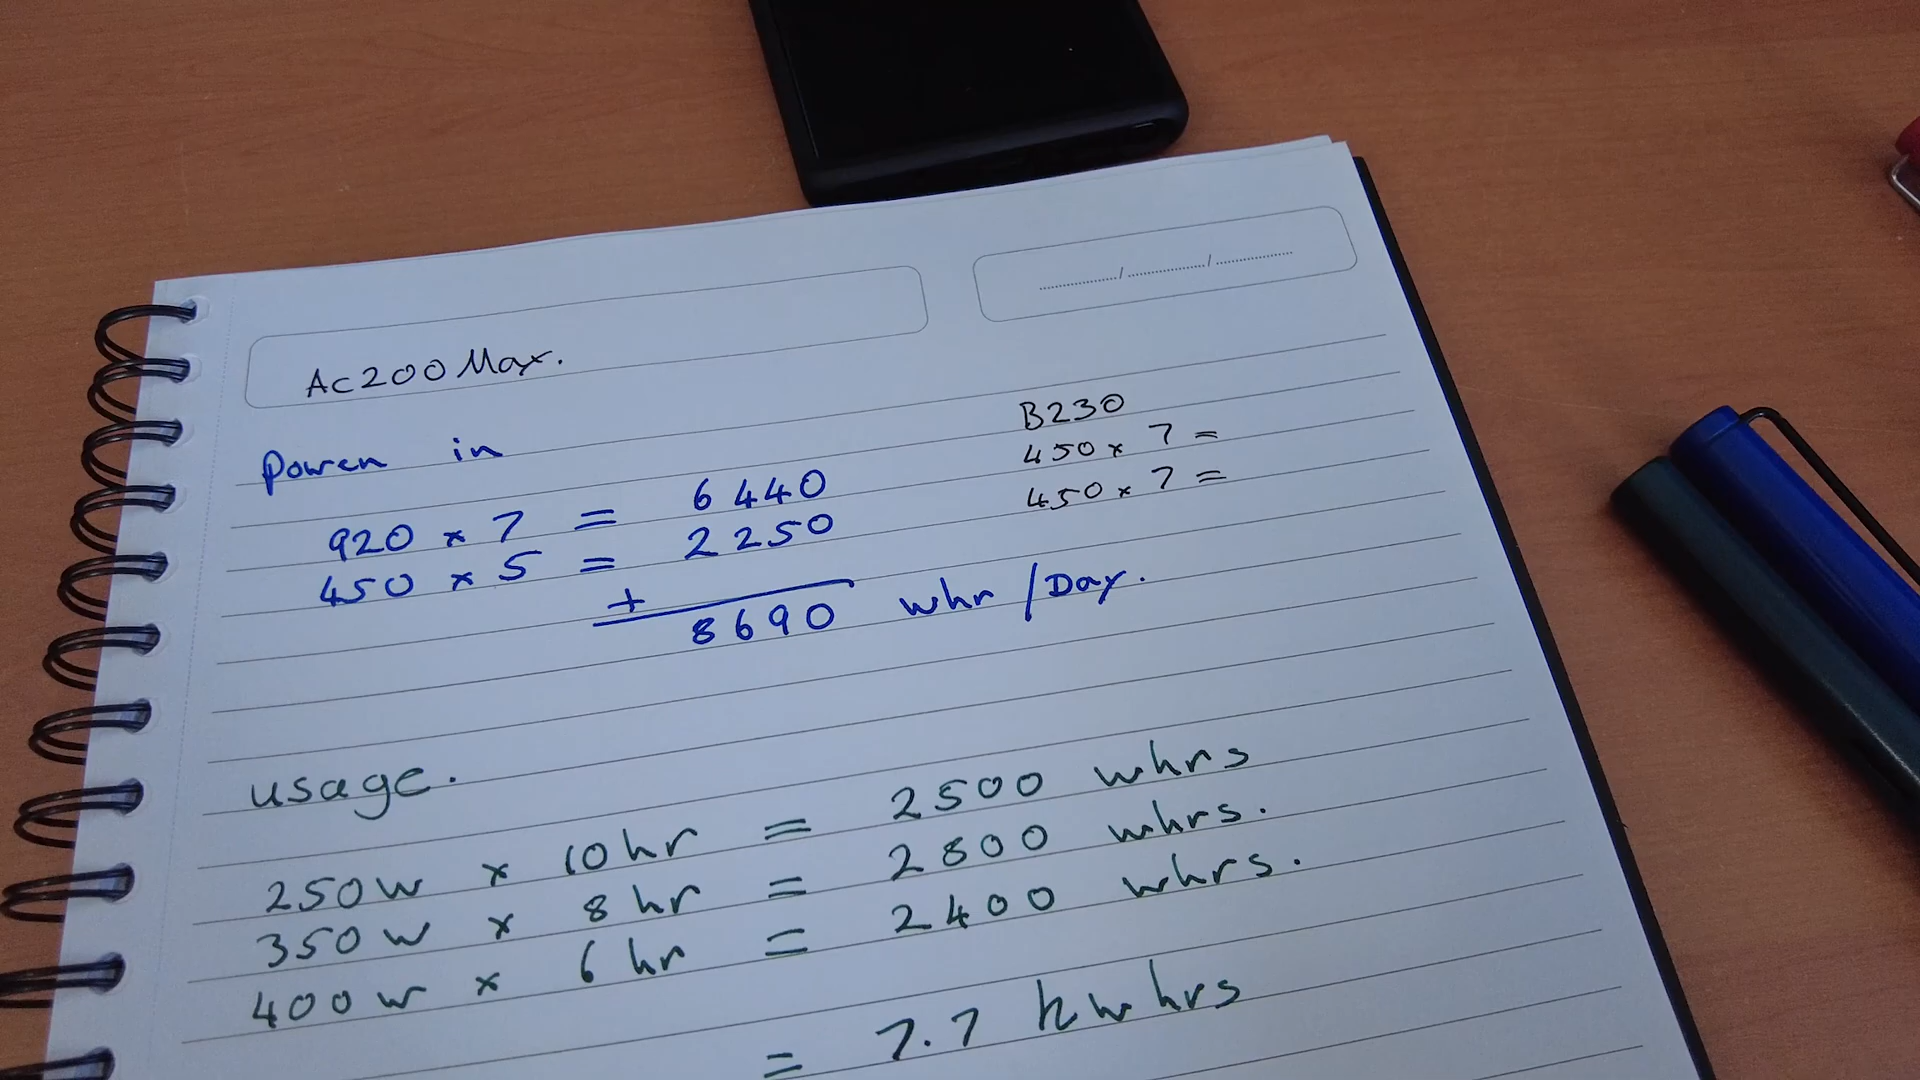 Ac200 Max.
Power in
920 x 7 = 6440
450 x 5 = 2250
+
8690 whr / Day.
B230
450 x 7 =
450 x 7 =
usage.
250w x 10hr = 2500 whrs
350w x 8hr = 2800 whrs.
400w x 6hr = 2400 whrs.
= 7.7 kwhrs